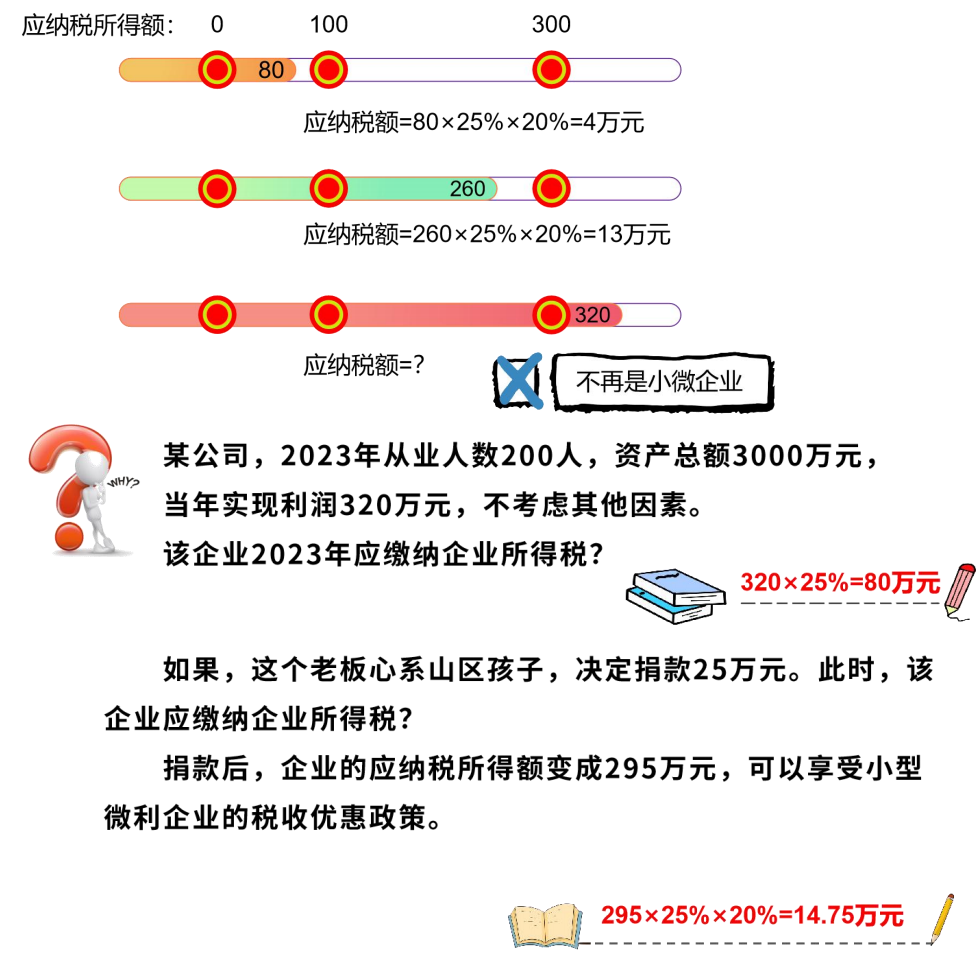 应纳税所得额： 0 100 300
80
应纳税额=80×25%×20%=4万元
260
应纳税额=260×25%×20%=13万元
320
应纳税额=？
不再是小微企业
WHY?
某公司，2023年从业人数200人，资产总额3000万元，
当年实现利润320万元，不考虑其他因素。
该企业2023年应缴纳企业所得税？
320×25%=80万元
如果，这个老板心系山区孩子，决定捐款25万元。此时，该
企业应缴纳企业所得税？
捐款后，企业的应纳税所得额变成295万元，可以享受小型
微利企业的税收优惠政策。
295×25%×20%=14.75万元